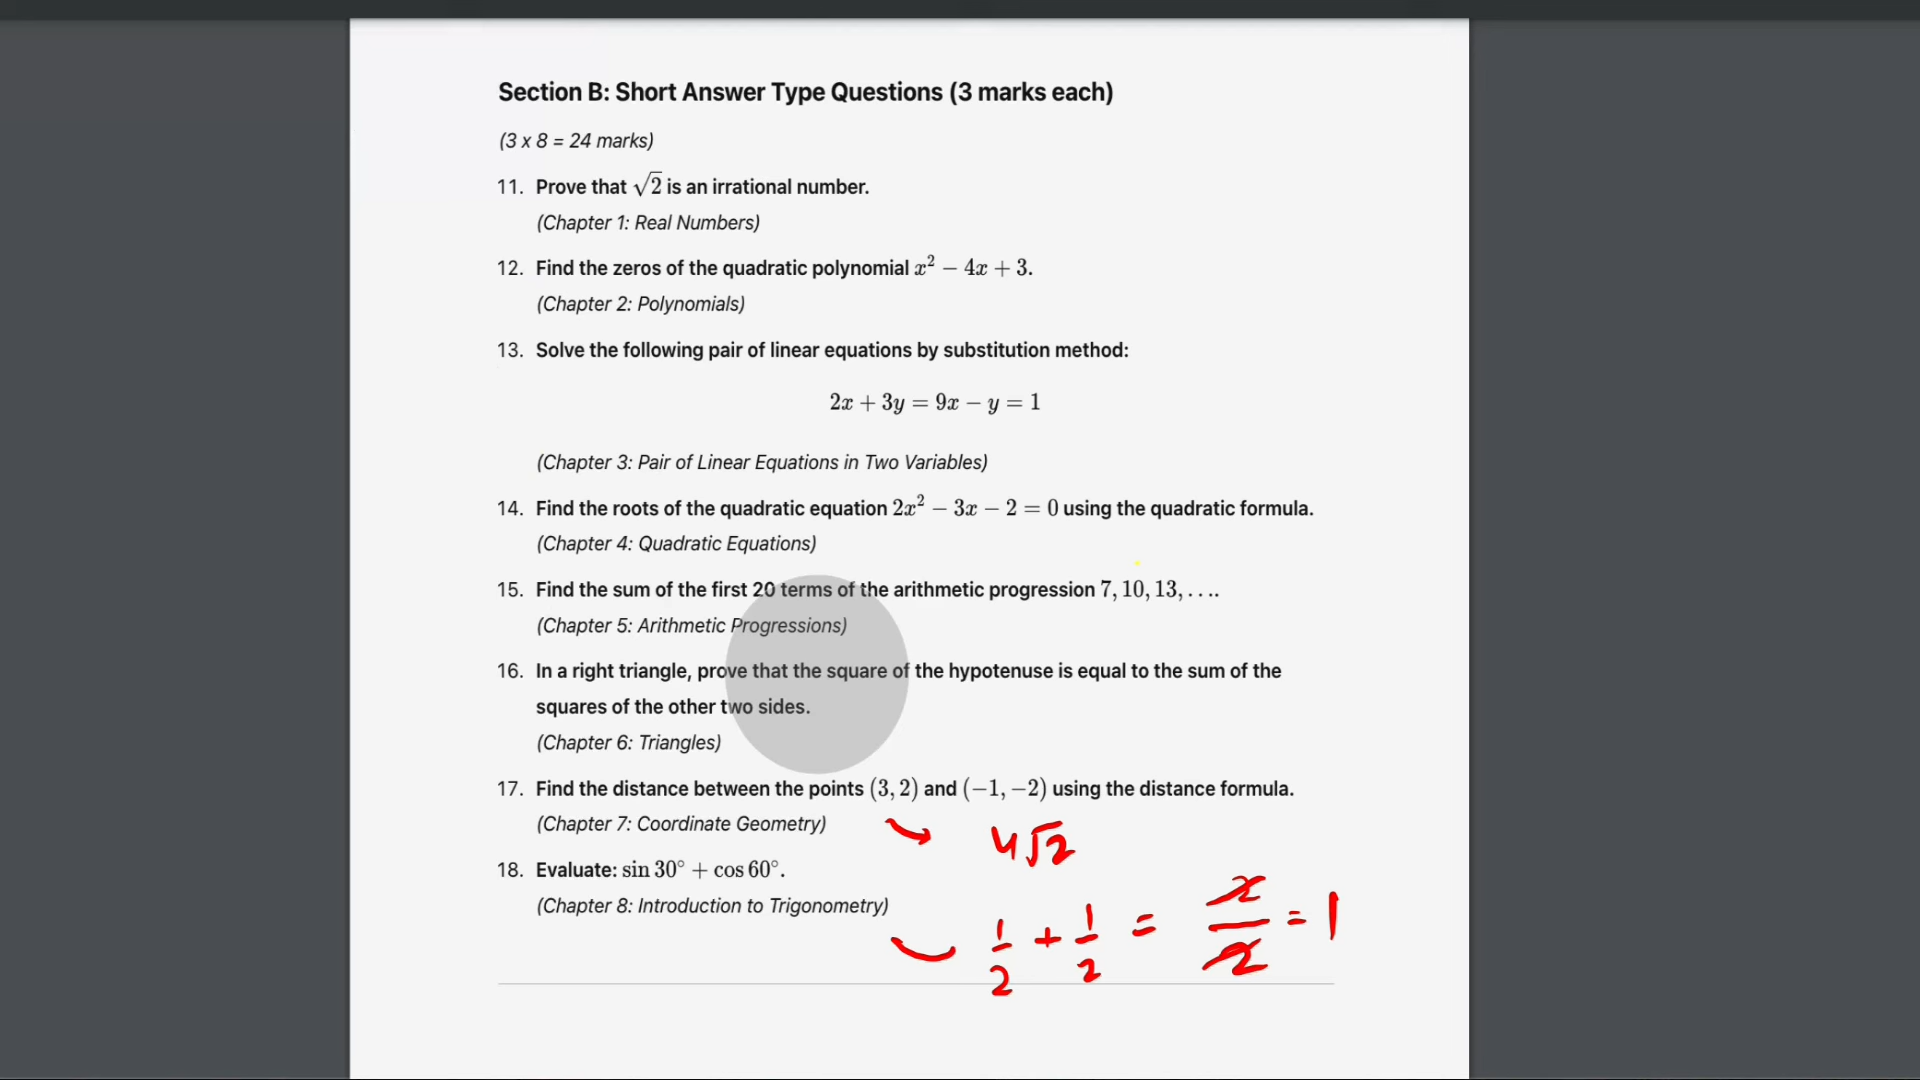 Section B: Short Answer Type Questions (3 marks each)
(3 x 8 = 24 marks)
11. Prove that √2 is an irrational number.
(Chapter 1: Real Numbers)
12. Find the zeros of the quadratic polynomial x² − 4x + 3.
(Chapter 2: Polynomials)
13. Solve the following pair of linear equations by substitution method:
2x + 3y = 9x − y = 1
(Chapter 3: Pair of Linear Equations in Two Variables)
14. Find the roots of the quadratic equation 2x² − 3x − 2 = 0 using the quadratic formula.
(Chapter 4: Quadratic Equations)
15. Find the sum of the first 20 terms of the arithmetic progression 7, 10, 13, . . ..
(Chapter 5: Arithmetic Progressions)
16. In a right triangle, prove that the square of the hypotenuse is equal to the sum of the
squares of the other two sides.
(Chapter 6: Triangles)
17. Find the distance between the points (3, 2) and (−1, −2) using the distance formula.
(Chapter 7: Coordinate Geometry)
4√2
18. Evaluate: sin 30° + cos 60°.
(Chapter 8: Introduction to Trigonometry)
1/2 + 1/2 = 2/2 = 1